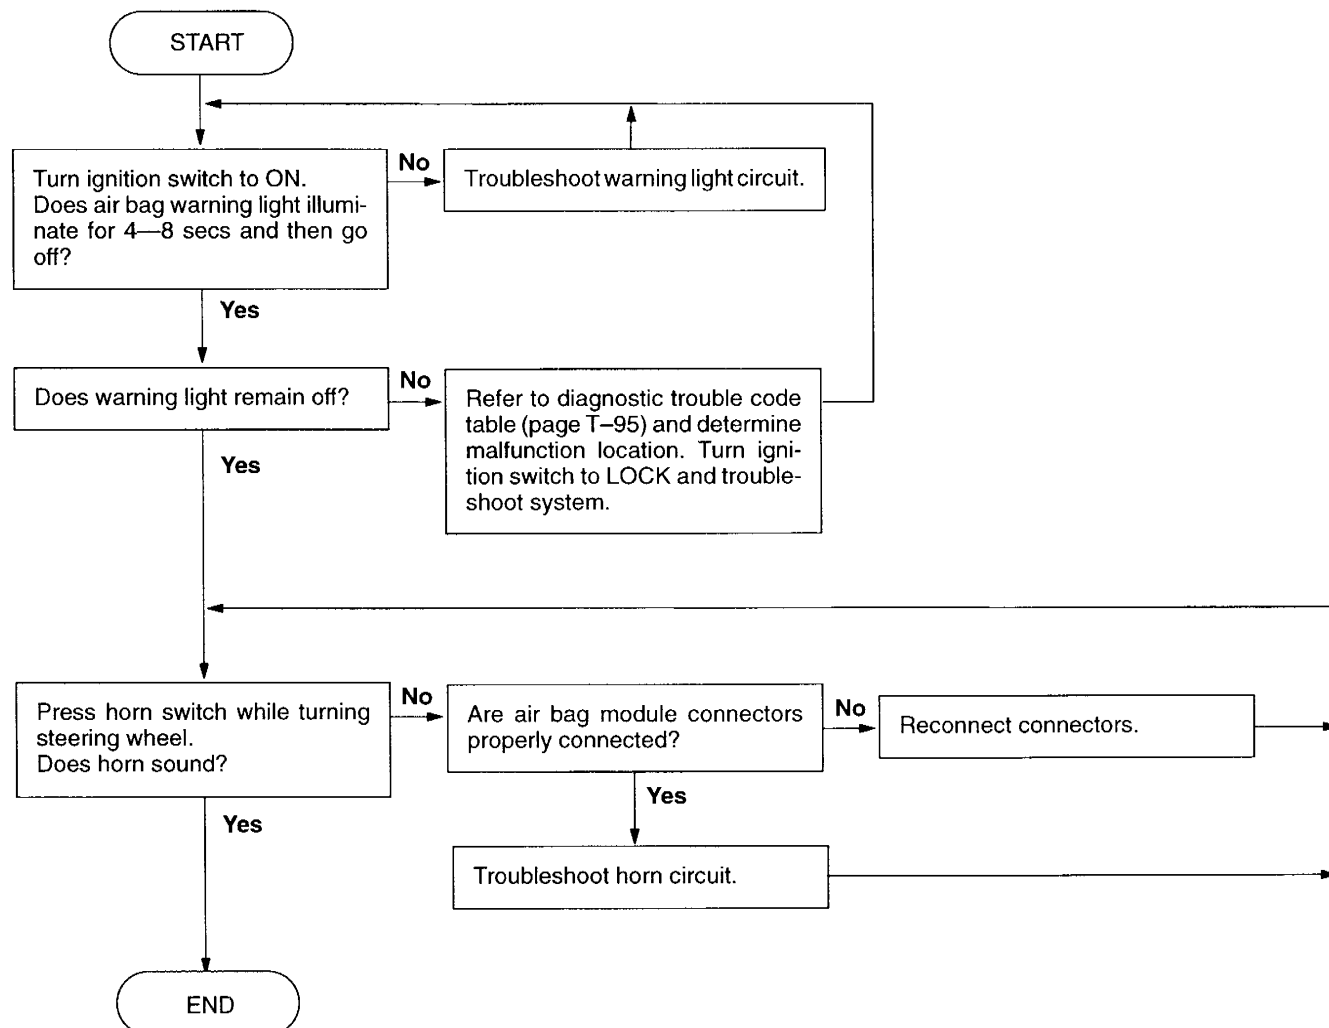 START
Turn ignition switch to ON.
Does air bag warning light illumi-
nate for 4—8 secs and then go
off?
No
Troubleshoot warning light circuit.
Yes
Does warning light remain off?
No
Refer to diagnostic trouble code
table (page T–95) and determine
malfunction location. Turn igni-
tion switch to LOCK and trouble-
shoot system.
Yes
Press horn switch while turning
steering wheel.
Does horn sound?
No
Are air bag module connectors
properly connected?
No
Reconnect connectors.
Yes
Yes
Troubleshoot horn circuit.
END